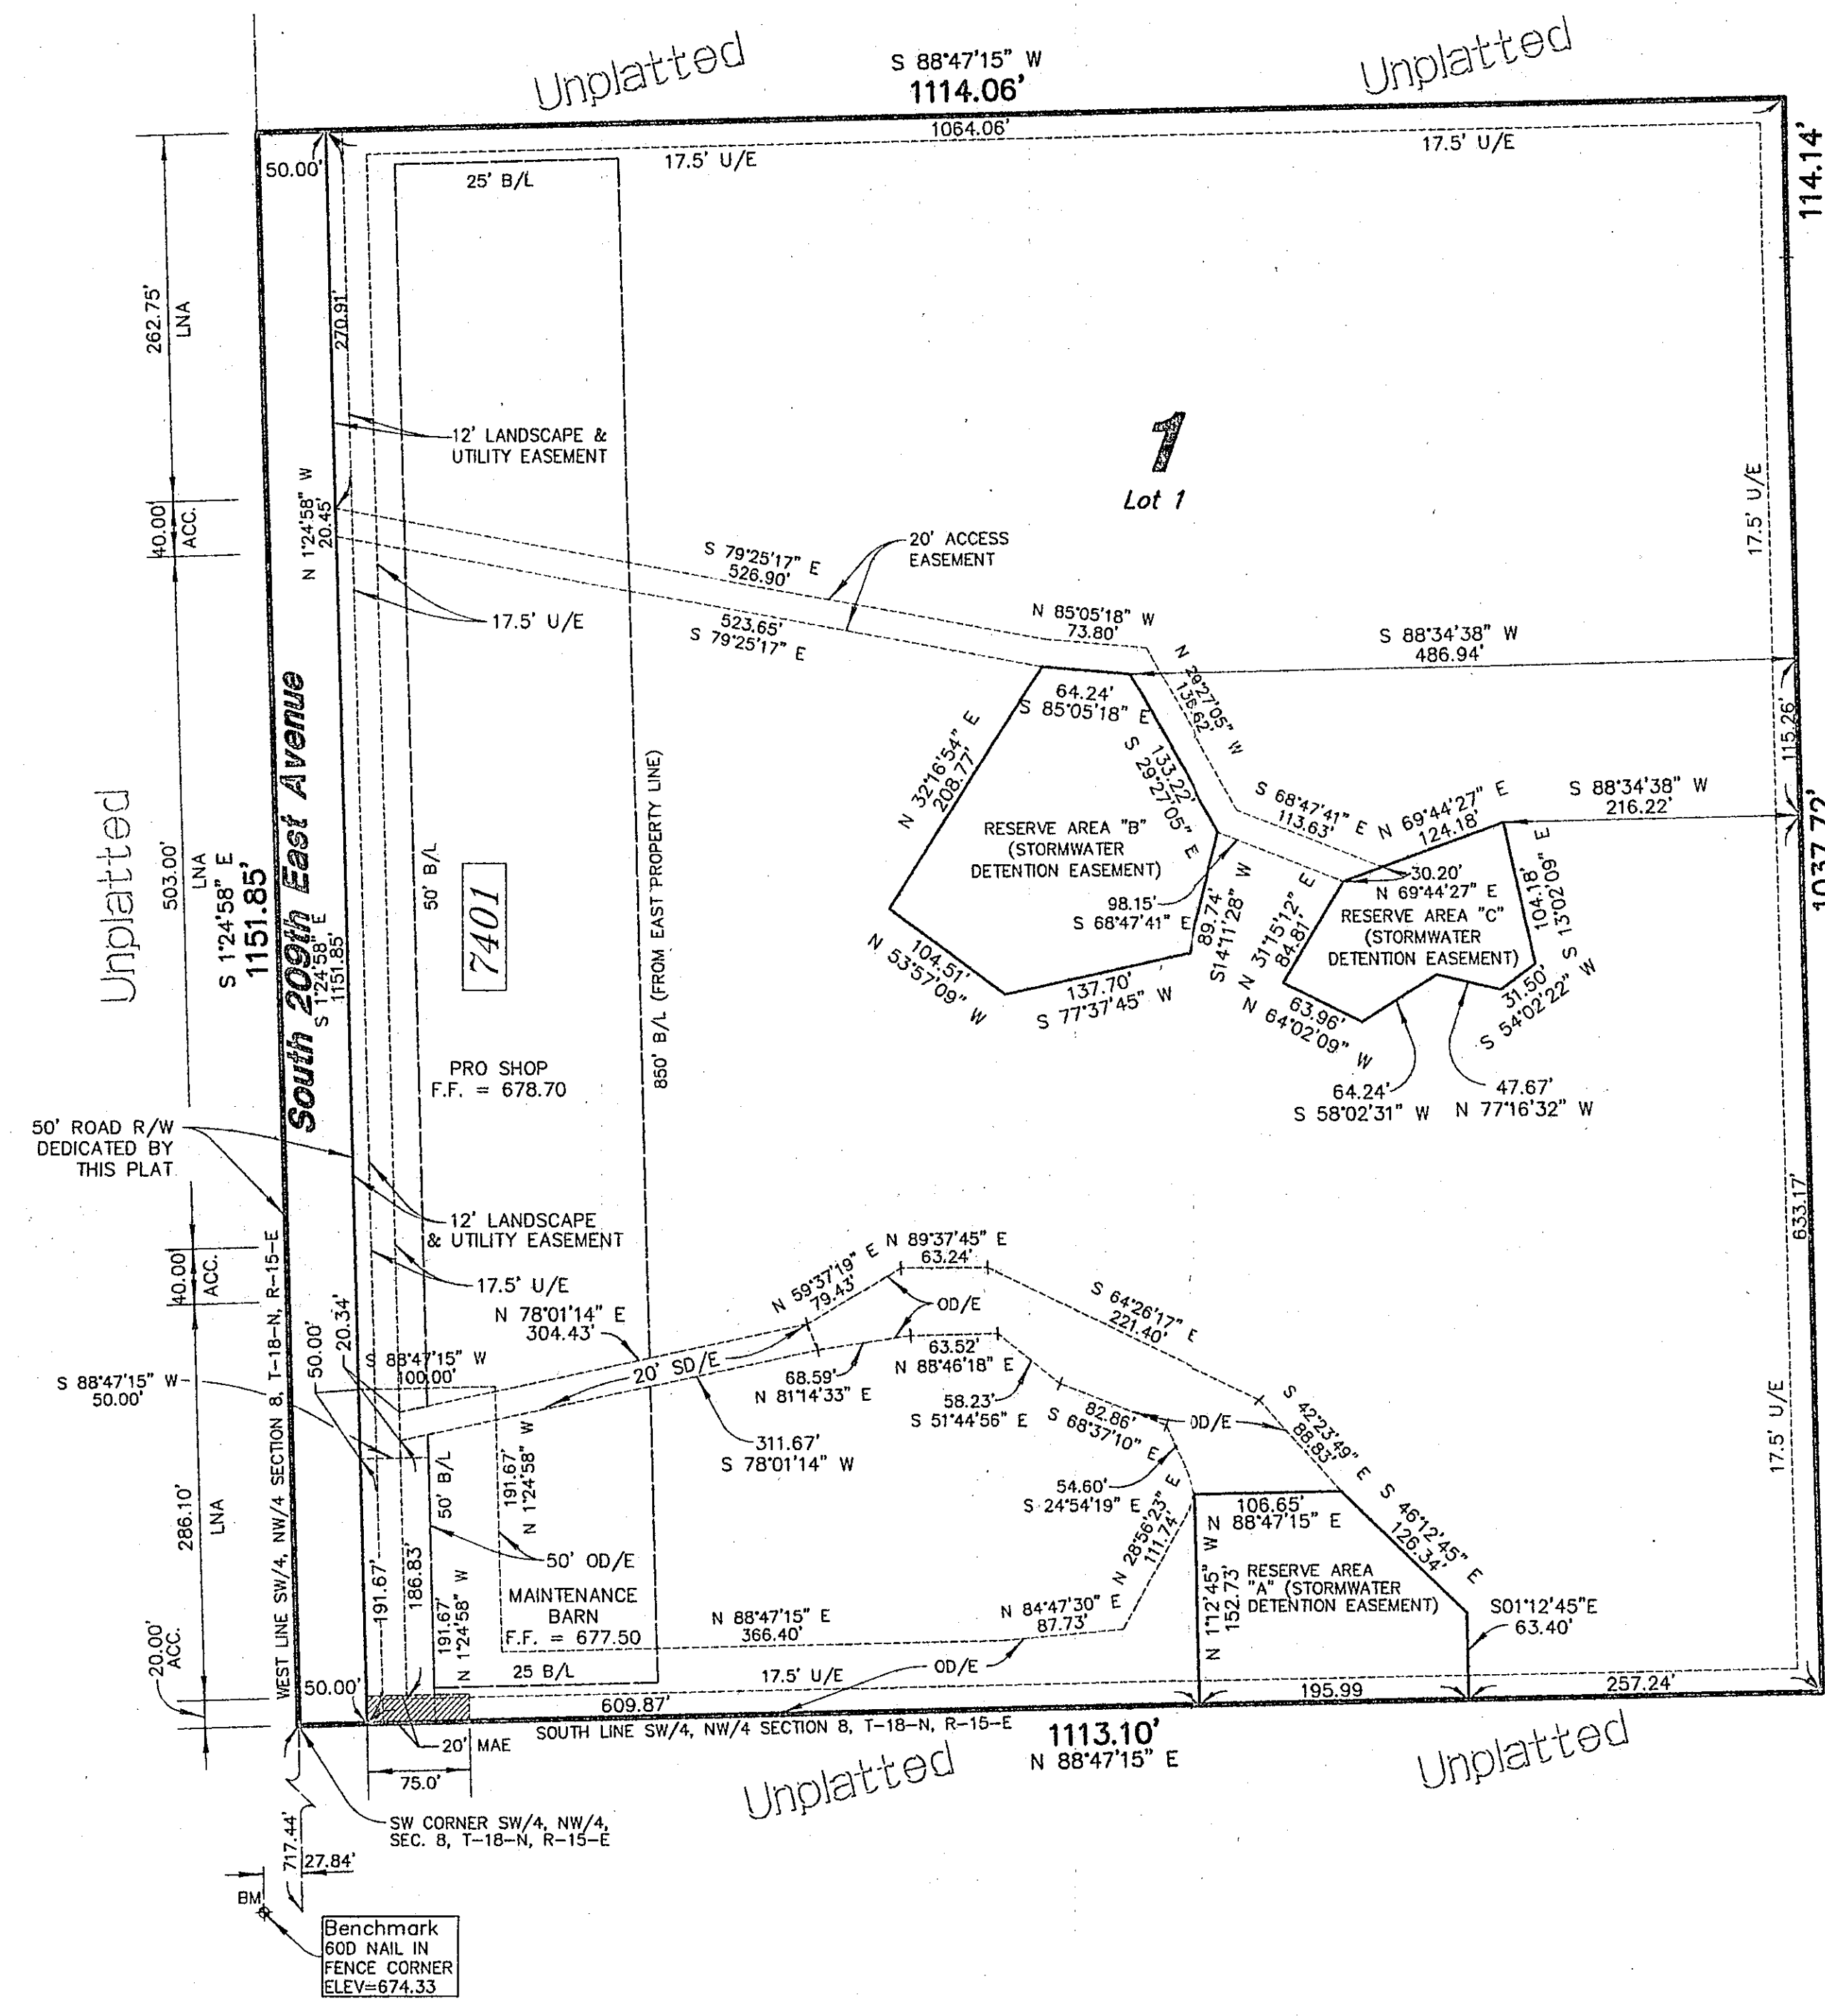 Unplatted
S 88°47'15" W
1114.06'
Unplatted
1064.06'
50.00'
17.5' U/E
17.5' U/E
25' B/L
114.14'
262.75'
LNA
270.91'
12' LANDSCAPE &
UTILITY EASEMENT
1
Lot 1
17.5' U/E
40.00'
ACC.
N 1°24'58" W
20.45'
S 79°25'17" E
526.90'
20' ACCESS
EASEMENT
17.5' U/E
523.65'
S 79°25'17" E
N 85°05'18" W
73.80'
S 88°34'38" W
486.94'
N 29°27'05" W
136.62'
64.24'
S 85°05'18" E
115.26'
South 209th East Avenue
N 32°16'54" E
208.77'
133.22'
S 29°27'05" E
S 68°47'41" E
113.63'
N 69°44'27" E
124.18'
S 88°34'38" W
216.22'
1037.72'
Unplatted
503.00'
LNA
S 1°24'58" E
1151.85'
S 1°24'58" E
1151.85'
50' B/L
7401
850' B/L (FROM EAST PROPERTY LINE)
RESERVE AREA "B"
(STORMWATER
DETENTION EASEMENT)
98.15'
S 68°47'41" E
89.74'
S14°11'28" W
30.20'
N 69°44'27" E
RESERVE AREA "C"
(STORMWATER
DETENTION EASEMENT)
N 31°15'12" E
84.81'
104.18'
S 13°02'09" E
104.51'
N 53°57'09" W
137.70'
S 77°37'45" W
63.96'
N 64°02'09" W
31.50'
S 54°02'22" W
64.24'
S 58°02'31" W
47.67'
N 77°16'32" W
PRO SHOP
F.F. = 678.70
50' ROAD R/W
DEDICATED BY
THIS PLAT
12' LANDSCAPE
& UTILITY EASEMENT
17.5' U/E
40.00'
ACC.
633.17'
N 89°37'45" E
63.24'
N 59°37'19" E
79.43'
OD/E
S 64°26'17" E
221.40'
N 78°01'14" E
304.43'
50.00'
20.34'
S 88°47'15" W
100.00'
20' SD/E
63.52'
N 88°46'18" E
68.59'
N 81°14'33" E
S 88°47'15" W
50.00'
58.23'
S 51°44'56" E
82.86'
S 68°37'10" E
OD/E
S 42°23'49" E
88.83'
311.67'
S 78°01'14" W
50' B/L
191.67'
N 1°24'58" W
54.60'
S 24°54'19" E
17.5' U/E
286.10'
LNA
WEST LINE SW/4, NW/4 SECTION 8, T-18-N, R-15-E
50' OD/E
106.65'
N 88°47'15" E
S 46°12'45" E
126.34'
N 28°56'23" E
111.74'
191.67'
186.83'
191.67'
N 1°24'58" W
MAINTENANCE
BARN
F.F. = 677.50
N 88°47'15" E
366.40'
N 84°47'30" E
87.73'
N 1°12'45" W
152.73'
RESERVE AREA
"A" (STORMWATER
DETENTION EASEMENT)
S01°12'45"E
63.40'
20.00'
ACC.
25 B/L
17.5' U/E
OD/E
50.00'
609.87'
195.99
257.24'
20' MAE
SOUTH LINE SW/4, NW/4 SECTION 8, T-18-N, R-15-E
1113.10'
N 88°47'15" E
75.0'
Unplatted
Unplatted
SW CORNER SW/4, NW/4,
SEC. 8, T-18-N, R-15-E
717.44'
27.84'
BM
Benchmark
60D NAIL IN
FENCE CORNER
ELEV=674.33